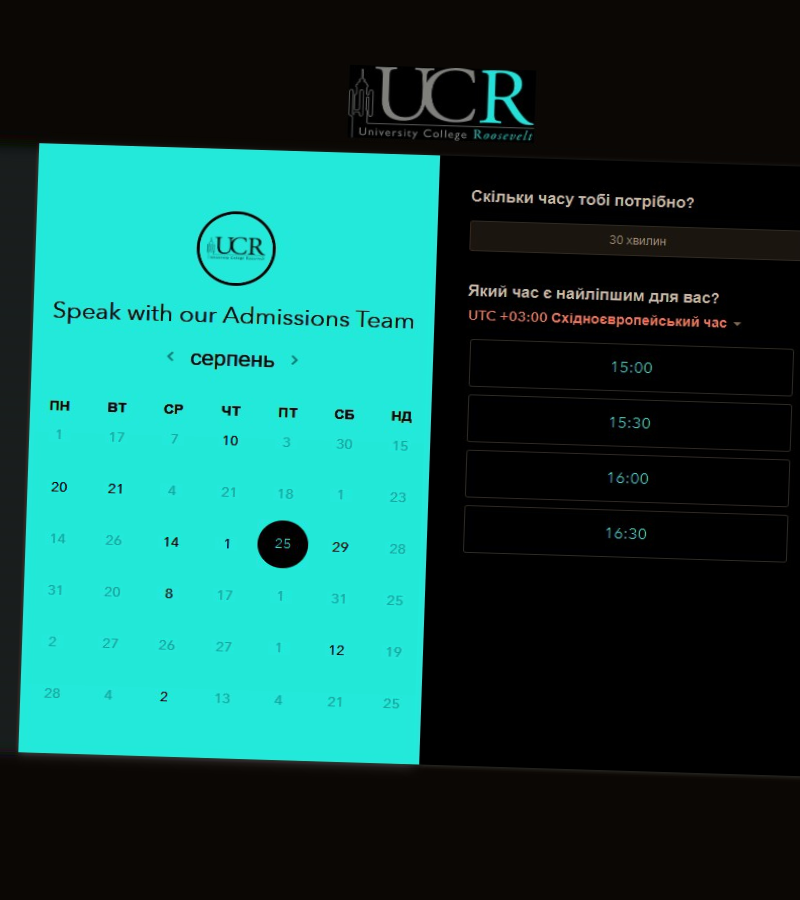 UCR
University College Roosevelt
UCR
University College Roosevelt
Speak with our Admissions Team
серпень
ПН ВТ СР ЧТ ПТ СБ НД
1 17 7 10 3 30 15
20 21 4 21 18 1 23
14 26 14 1 25 29 28
31 20 8 17 1 31 25
2 27 26 27 1 12 19
28 4 2 13 4 21 25
Скільки часу тобі потрібно?
30 хвилин
Який час є найліпшим для вас?
UTC +03:00 Східноєвропейський час
15:00
15:30
16:00
16:30